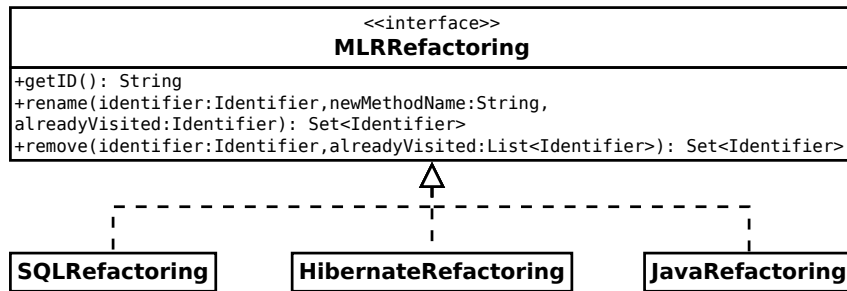 <<interface>>
MLRRefactoring
+getID(): String
+rename(identifier:Identifier,newMethodName:String,
alreadyVisited:Identifier): Set<Identifier>
+remove(identifier:Identifier,alreadyVisited:List<Identifier>): Set<Identifier>
SQLRefactoring HibernateRefactoring JavaRefactoring